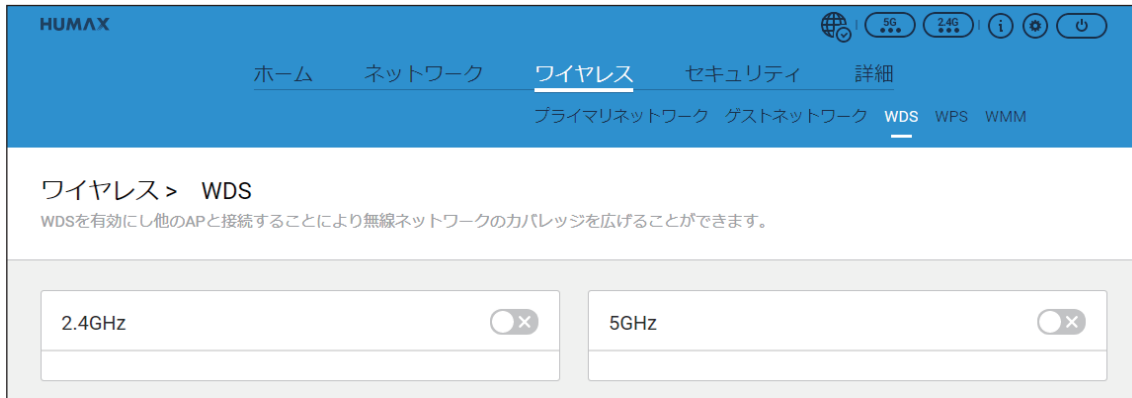 HUMAX
5G 2.4G
ホーム ネットワーク ワイヤレス セキュリティ 詳細
プライマリネットワーク ゲストネットワーク WDS WPS WMM
ワイヤレス > WDS
WDSを有効にし他のAPと接続することにより無線ネットワークのカバレッジを広げることができます。
2.4GHz 5GHz